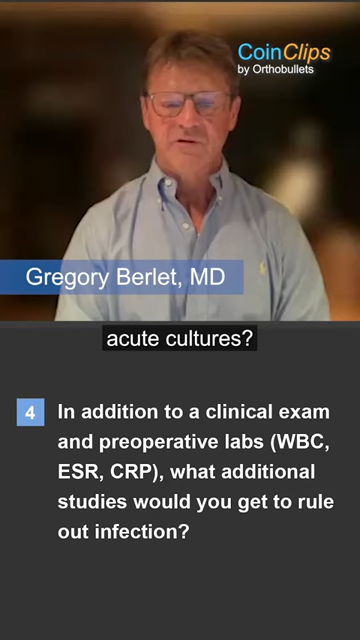 CoinClips
by Orthobullets
Gregory Berlet, MD
acute cultures?
4 In addition to a clinical exam
and preoperative labs (WBC,
ESR, CRP), what additional
studies would you get to rule
out infection?